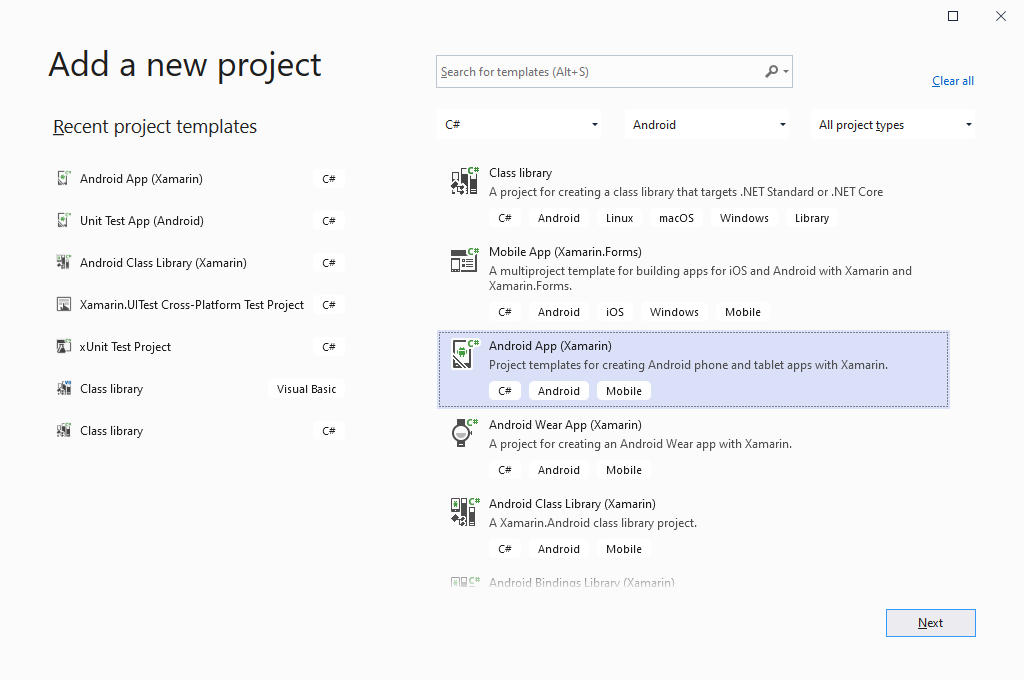 Add a new project
Search for templates (Alt+S)
Clear all
Recent project templates
C#
Android
All project types
Android App (Xamarin) C#
Unit Test App (Android) C#
Android Class Library (Xamarin) C#
Xamarin.UITest Cross-Platform Test Project C#
xUnit Test Project C#
Class library Visual Basic
Class library C#
C# Class library
A project for creating a class library that targets .NET Standard or .NET Core
C# Android Linux macOS Windows Library
C# Mobile App (Xamarin.Forms)
A multiproject template for building apps for iOS and Android with Xamarin and
Xamarin.Forms.
C# Android iOS Windows Mobile
C# Android App (Xamarin)
Project templates for creating Android phone and tablet apps with Xamarin.
C# Android Mobile
C# Android Wear App (Xamarin)
A project for creating an Android Wear app with Xamarin.
C# Android Mobile
C# Android Class Library (Xamarin)
A Xamarin.Android class library project.
C# Android Mobile
C# Android Bindings Library (Xamarin)
Next